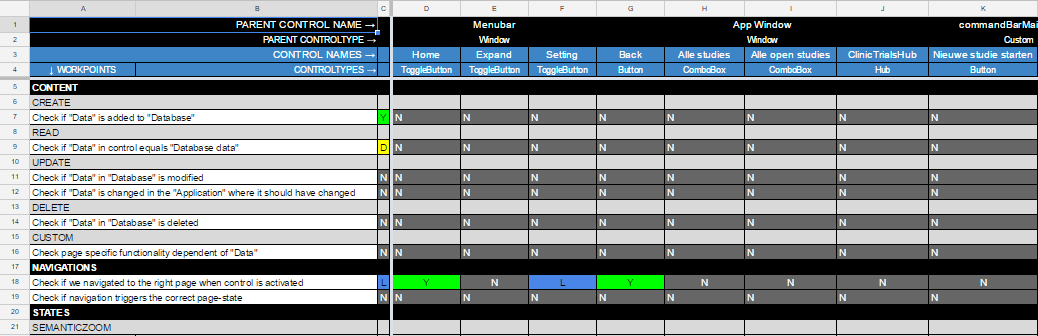 A B C D E F G H I J K
1 PARENT CONTROL NAME → Menubar App Window commandBarMai
2 PARENT CONTROLTYPE → Window Window Custom
3 CONTROL NAMES → Home Expand Setting Back Alle studies Alle open studies ClinicTrialsHub Nieuwe studie starten
4 ↓ WORKPOINTS CONTROLTYPES → ToggleButton ToggleButton ToggleButton Button ComboBox ComboBox Hub Button
5 CONTENT
6 CREATE
7 Check if "Data" is added to "Database" Y N N N N N N N N
8 READ
9 Check if "Data" in control equals "Database data" D N N N N N N N N
10 UPDATE
11 Check if "Data" in "Database" is modified N N N N N N N N N
12 Check if "Data" is changed in the "Application" where it should have changed N N N N N N N N N
13 DELETE
14 Check if "Data" in "Database" is deleted N N N N N N N N N
15 CUSTOM
16 Check page specific functionality dependent of "Data" N N N N N N N N N
17 NAVIGATIONS
18 Check if we navigated to the right page when control is activated L Y N L Y N N N N
19 Check if navigation triggers the correct page-state N N N N N N N N N
20 STATES
21 SEMANTICZOOM